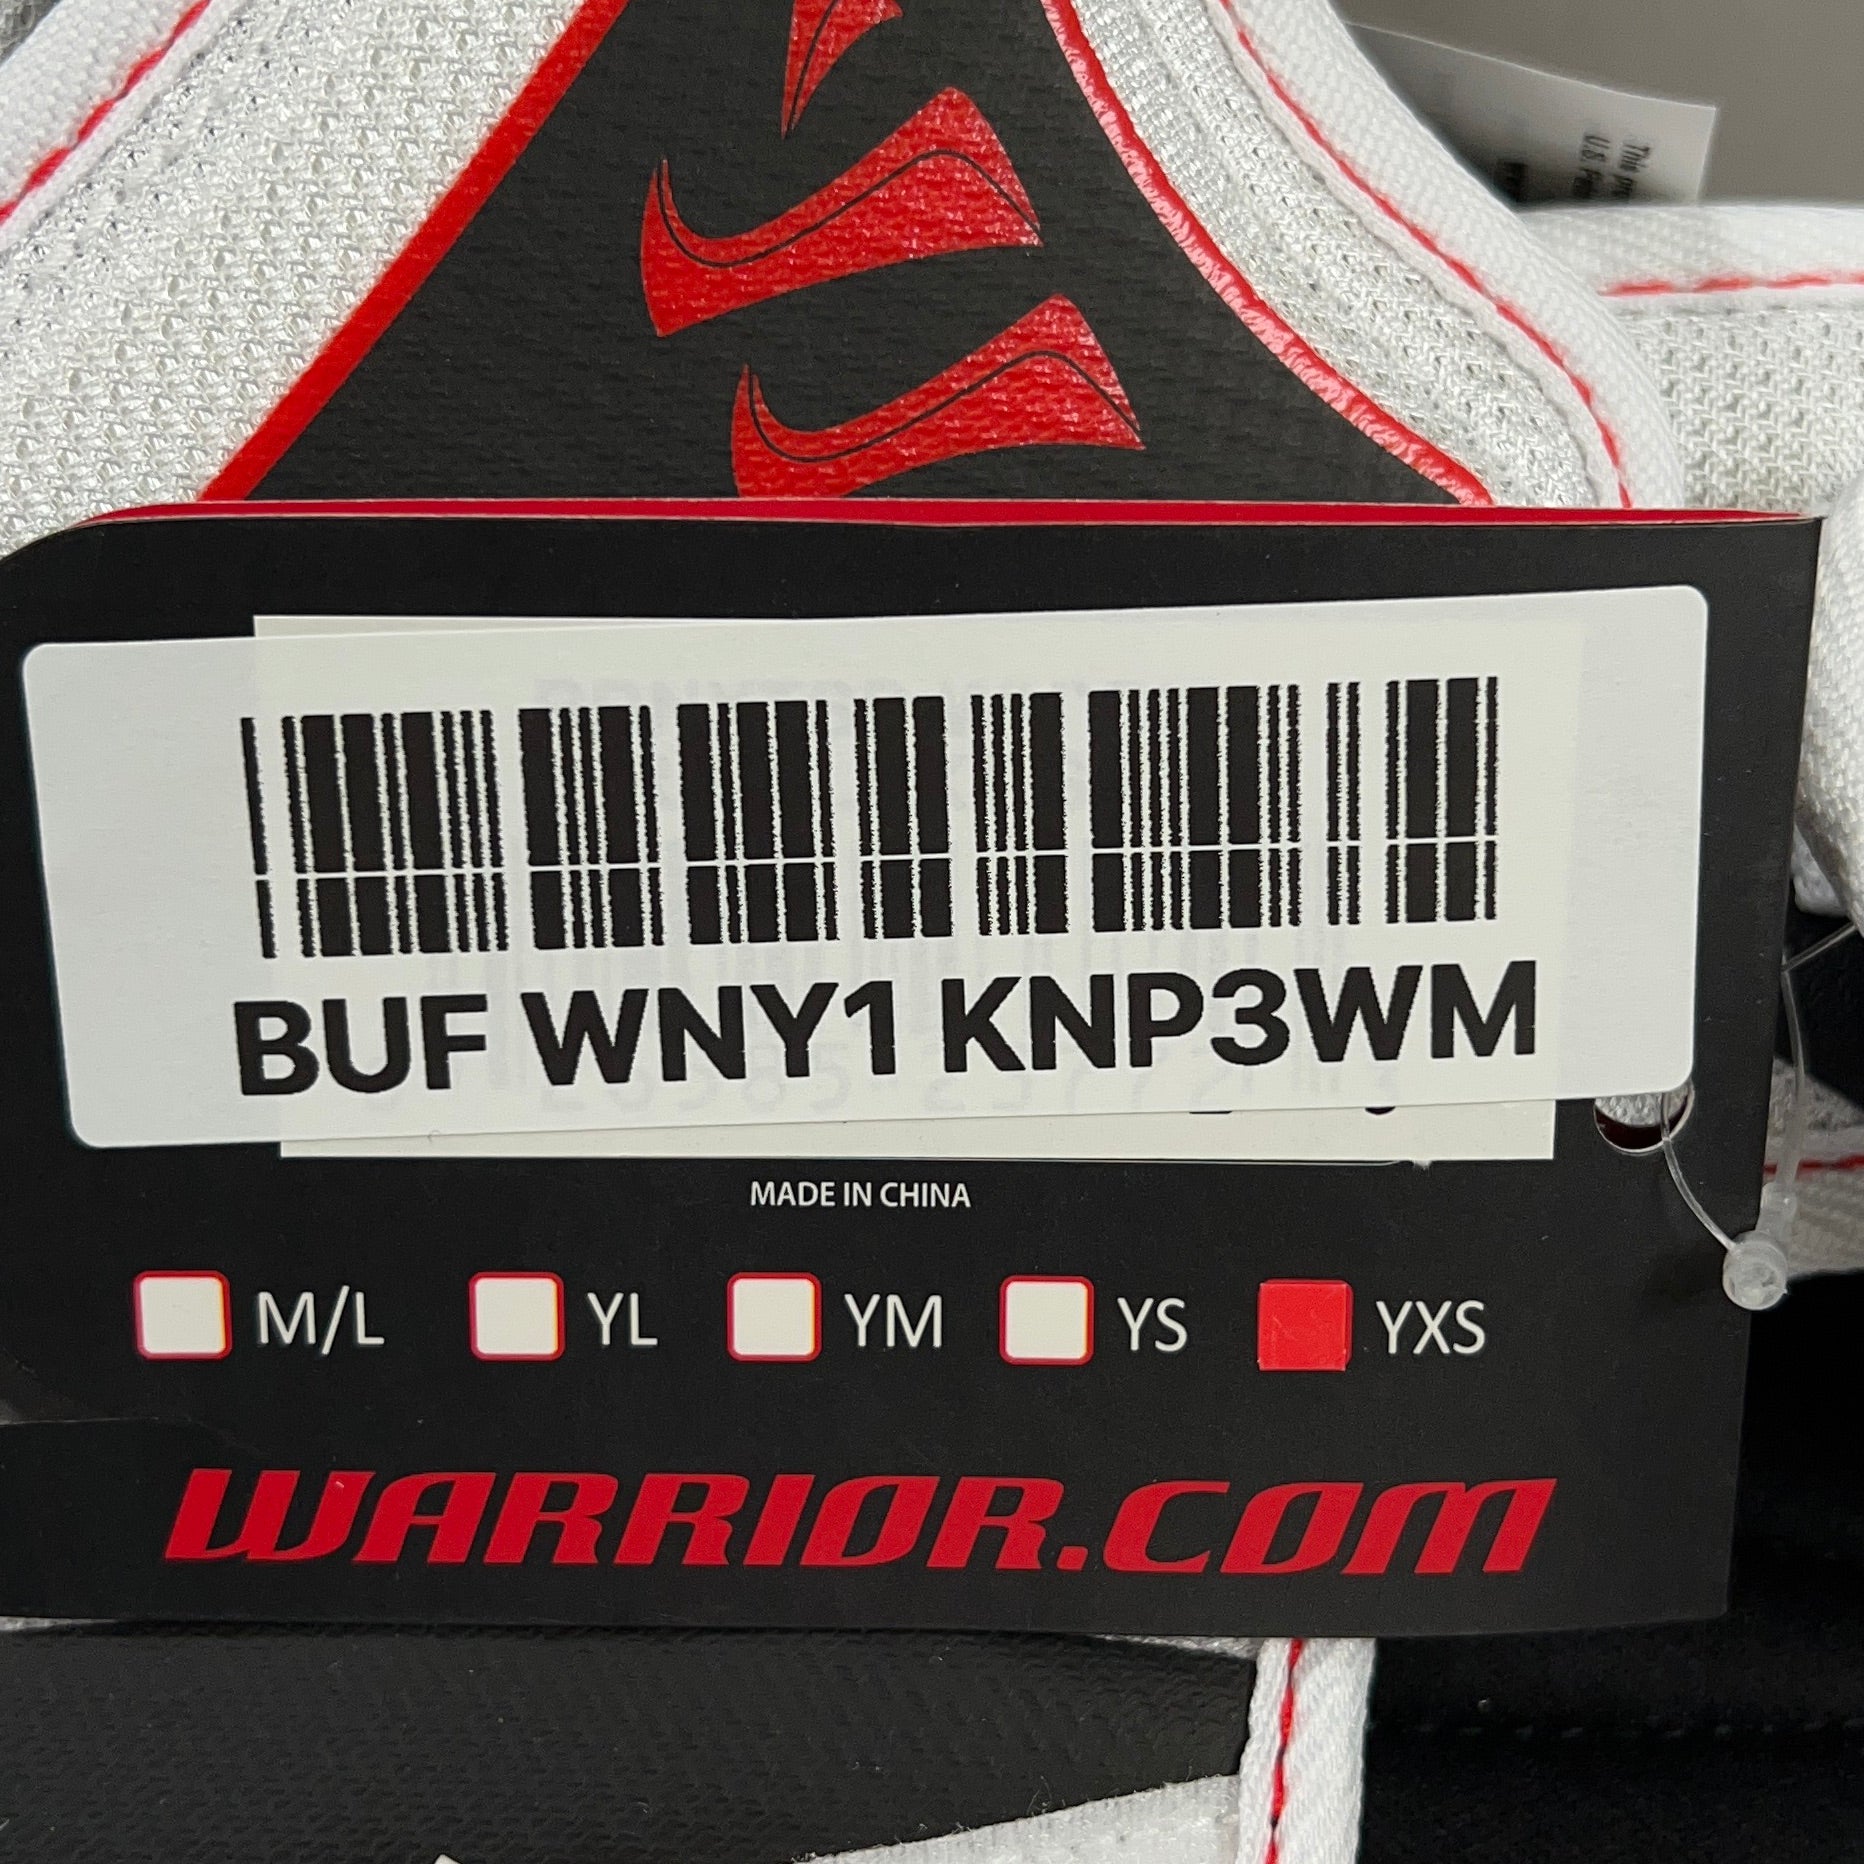 BUF WNY1 KNP3WM
MADE IN CHINA
M/L YL YM YS YXS
WARRIOR.COM